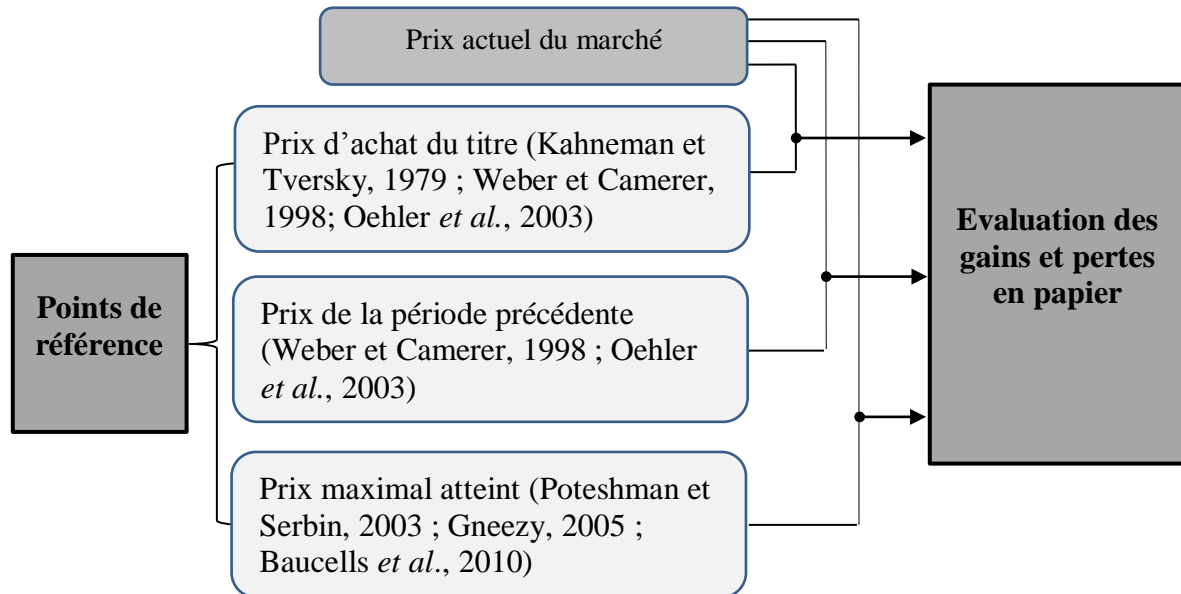 Prix actuel du marché
Prix d’achat du titre (Kahneman et
Tversky, 1979 ; Weber et Camerer,
1998; Oehler et al., 2003)
Points de
référence
Prix de la période précédente
(Weber et Camerer, 1998 ; Oehler
et al., 2003)
Prix maximal atteint (Poteshman et
Serbin, 2003 ; Gneezy, 2005 ;
Baucells et al., 2010)
Evaluation des
gains et pertes
en papier